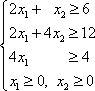 2x₁ + x₂ ≥ 6
2x₁ + 4x₂ ≥ 12
4x₁ ≥ 4
x₁ ≥ 0, x₂ ≥ 0